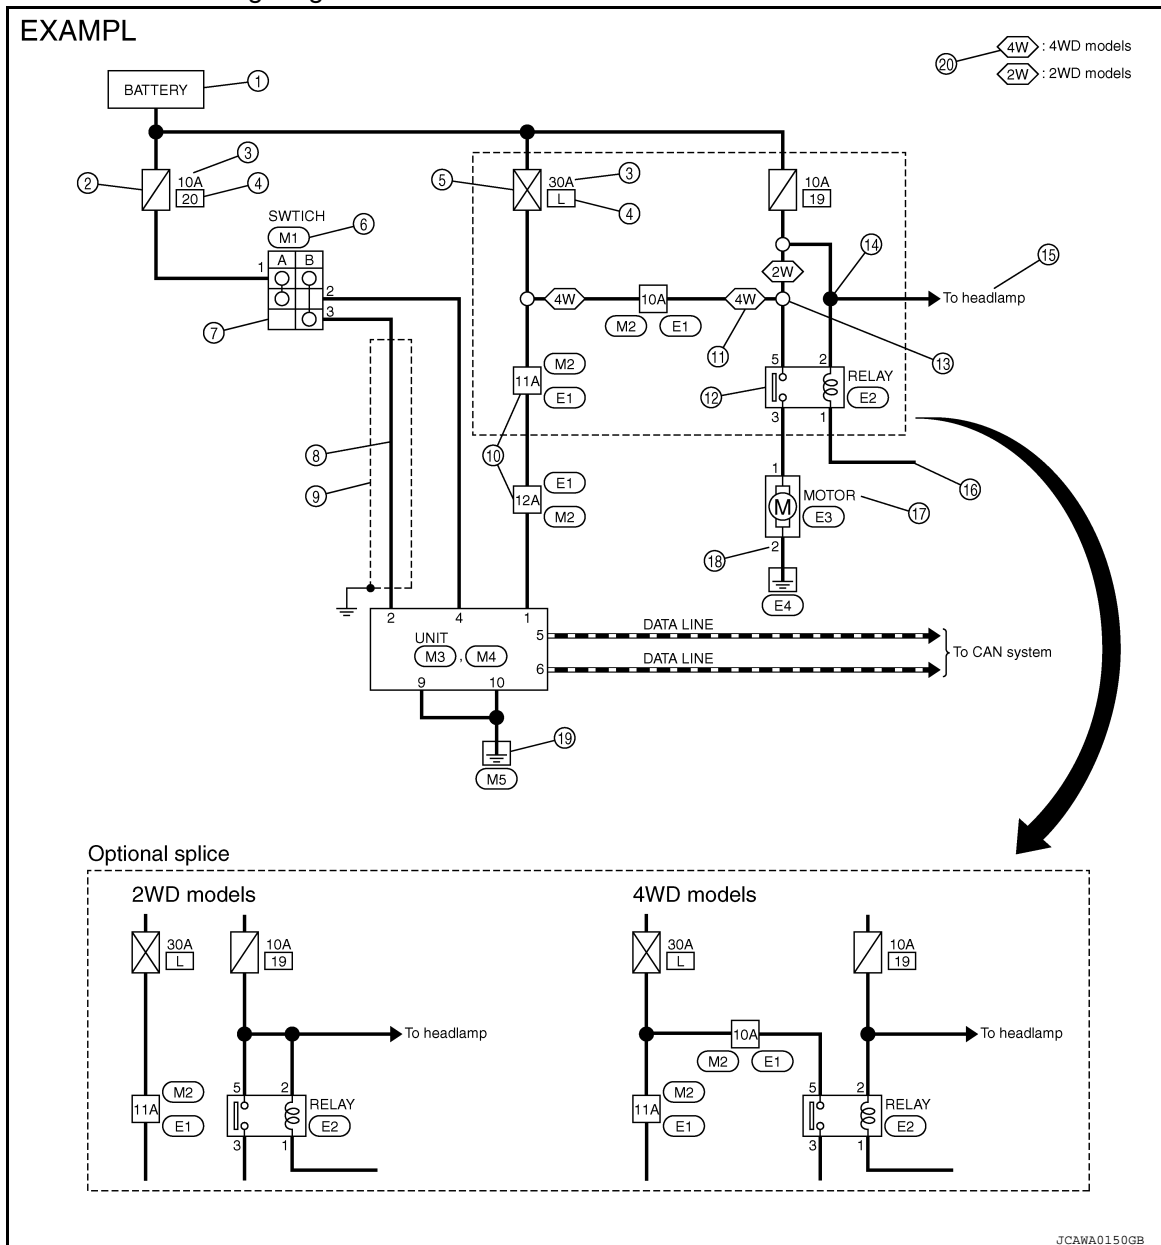 EXAMPL
20 4W : 4WD models
2W : 2WD models
BATTERY 1
2 10A 3
20 4
5 30A 3
L 4
10A
19
SWTICH
M1 6
A B
1
2
3
7
14
15
2W
4W 10A 4W
To headlamp
M2 E1
11
13
5 2
11A M2
E1
12 RELAY
E2
3 1
8
10
9
E1
12A
M2
16
1
MOTOR 17
M
E3
18 2
E4
2 4 1
UNIT
M3 , M4
5 DATA LINE
6 DATA LINE
To CAN system
9 10
19
M5
Optional splice
2WD models
30A
L
10A
19
To headlamp
5 2
M2
11A
E1
RELAY
E2
3 1
4WD models
30A
L
10A
19
10A
To headlamp
M2 E1
5 2
M2
11A
E1
RELAY
E2
3 1
JCAWA0150GB